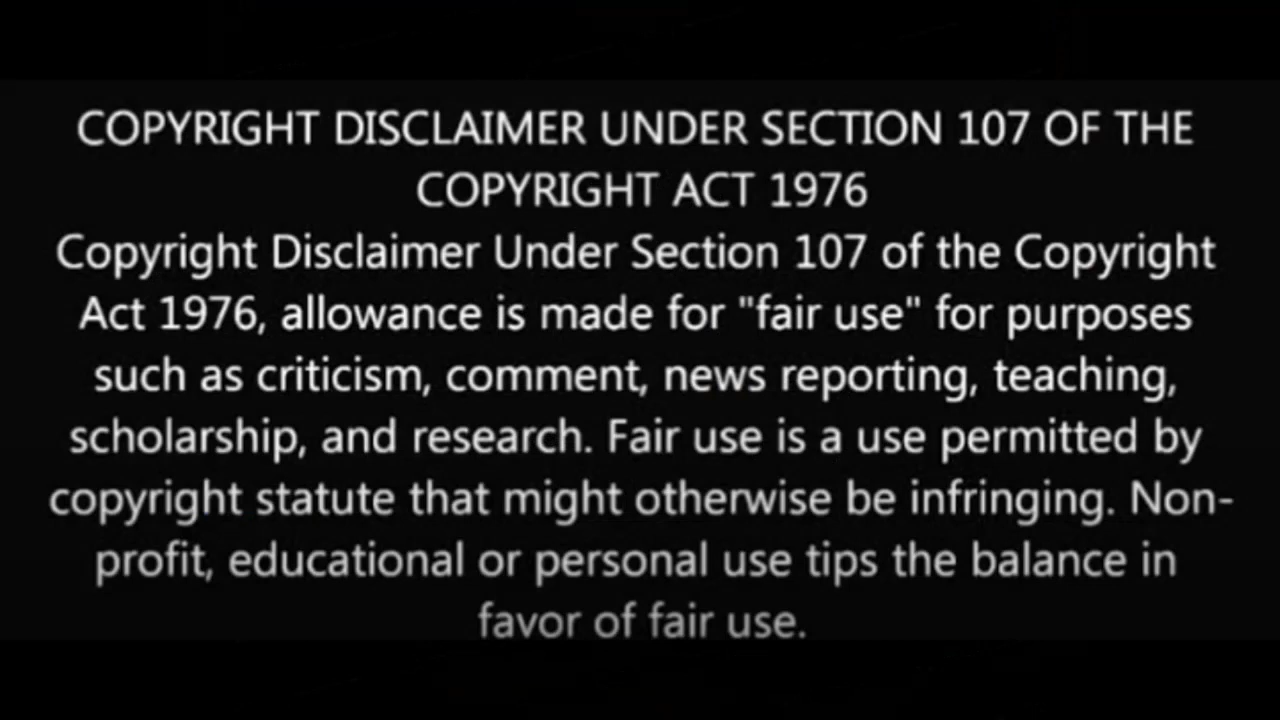 COPYRIGHT DISCLAIMER UNDER SECTION 107 OF THE
COPYRIGHT ACT 1976
Copyright Disclaimer Under Section 107 of the Copyright
Act 1976, allowance is made for "fair use" for purposes
such as criticism, comment, news reporting, teaching,
scholarship, and research. Fair use is a use permitted by
copyright statute that might otherwise be infringing. Non-
profit, educational or personal use tips the balance in
favor of fair use.